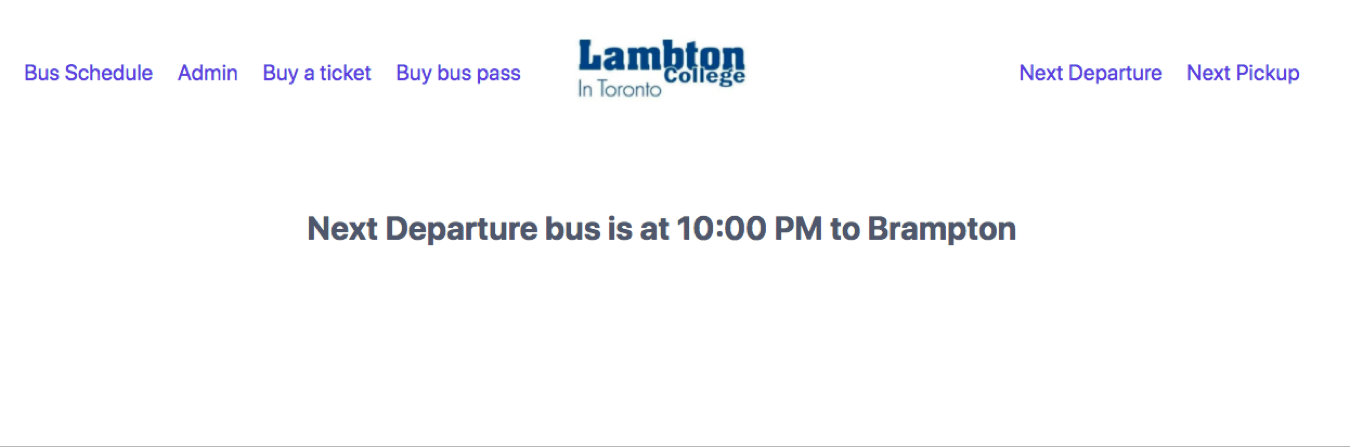 Bus Schedule Admin Buy a ticket Buy bus pass
Lambton
College
In Toronto
Next Departure Next Pickup
Next Departure bus is at 10:00 PM to Brampton